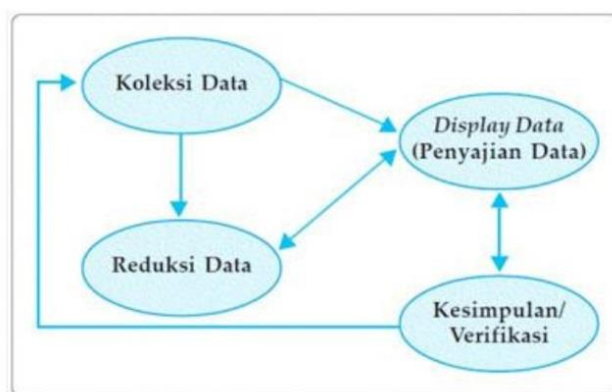 Koleksi Data
Display Data
(Penyajian Data)
Reduksi Data
Kesimpulan/
Verifikasi